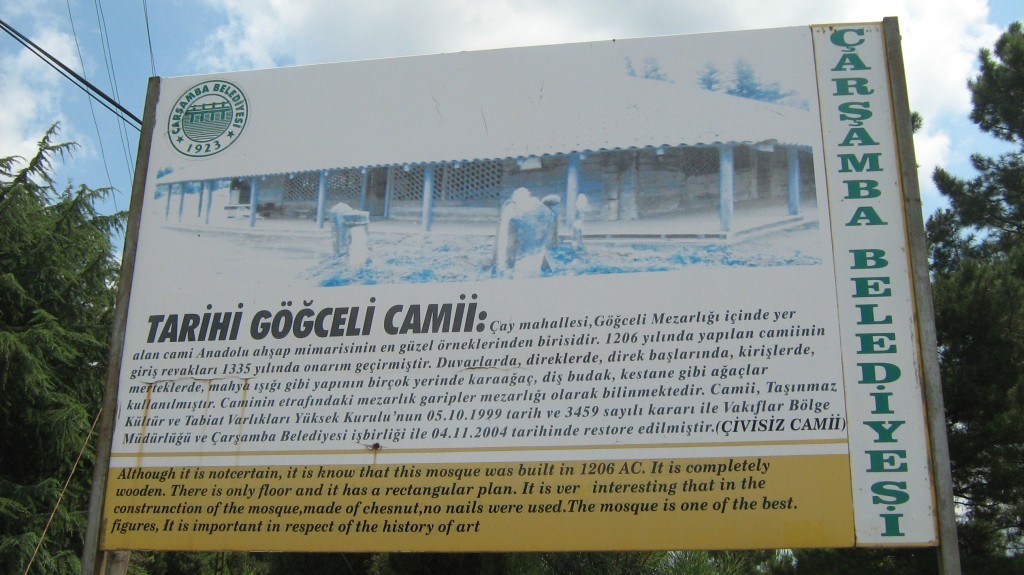 ÇARŞAMBA BELEDİYESİ
1923
TARİHİ GÖĞCELİ CAMİİ: Çay mahallesi,Göğceli Mezarlığı içinde yer
alan cami Anadolu ahşap mimarisinin en güzel örneklerinden birisidir. 1206 yılında yapılan camiinin
giriş revakları 1335 yılında onarım geçirmiştir. Duvarlarda, direklerde, direk başlarında, kirişlerde,
merteklerde, mahya ışığı gibi yapının birçok yerinde karaağaç, diş budak, kestane gibi ağaçlar
kullanılmıştır. Caminin etrafındaki mezarlık garipler mezarlığı olarak bilinmektedir. Camii, Taşınmaz
Kültür ve Tabiat Varlıkları Yüksek Kurulu'nun 05.10.1999 tarih ve 3459 sayılı kararı ile Vakıflar Bölge
Müdürlüğü ve Çarşamba Belediyesi işbirliği ile 04.11.2004 tarihinde restore edilmiştir.(ÇİVİSİZ CAMİİ)
Although it is notcertain, it is know that this mosque was built in 1206 AC. It is completely
wooden. There is only floor and it has a rectangular plan. It is ver interesting that in the
construnction of the mosque,made of chesnut,no nails were used.The mosque is one of the best.
figures, It is important in respect of the history of art
ÇARŞAMBA BELEDİYESİ